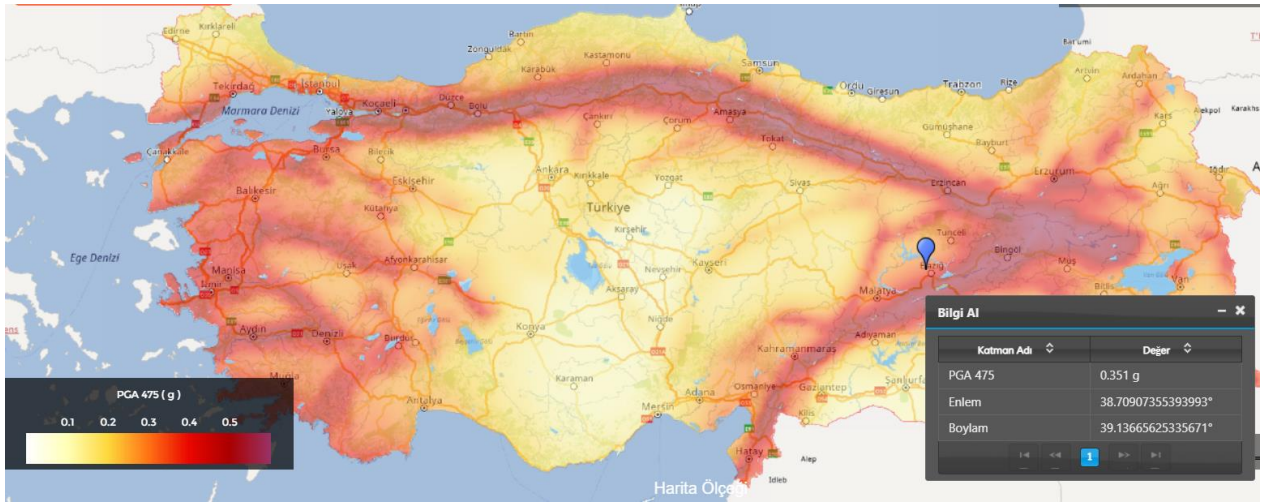 Edirne
Kırklareli
Bartın
Zonguldak
Kastamonu
Karabük
Samsun
Batumi
Tekirdağ
İstanbul
Kocaeli
Düzce
Bolu
Ordu
Giresun
Trabzon
Rize
Artvin
Ardahan
Marmara Denizi
Yalova
Çankırı
Çorum
Amasya
Gümüşhane
Kars
Alekpol
Karakhs
Çanakkale
Bursa
Bilecik
Tokat
Bayburt
Balıkesir
Eskişehir
Ankara
Kırıkkale
Yozgat
Sivas
Erzincan
Erzurum
Ağrı
Iğdır
Kütahya
Türkiye
Kırşehir
Tunceli
Bingöl
Muş
Ege Denizi
Manisa
Uşak
Afyonkarahisar
Nevşehir
Kayseri
Elazığ
Malatya
Bitlis
Van
İzmir
Aksaray
Aydın
Denizli
Burdur
Konya
Niğde
Adıyaman
Kahramanmaraş
Muğla
Antalya
Karaman
Mersin
Adana
Osmaniye
Gaziantep
Şanlıurfa
Kilis
Hatay
Alep
Idleb
Harita Ölçeği
PGA 475 ( g )
0.1 0.2 0.3 0.4 0.5
Bilgi Al
Katman Adı Değer
PGA 475 0.351 g
Enlem 38.70907355393993°
Boylam 39.13665625335671°
1